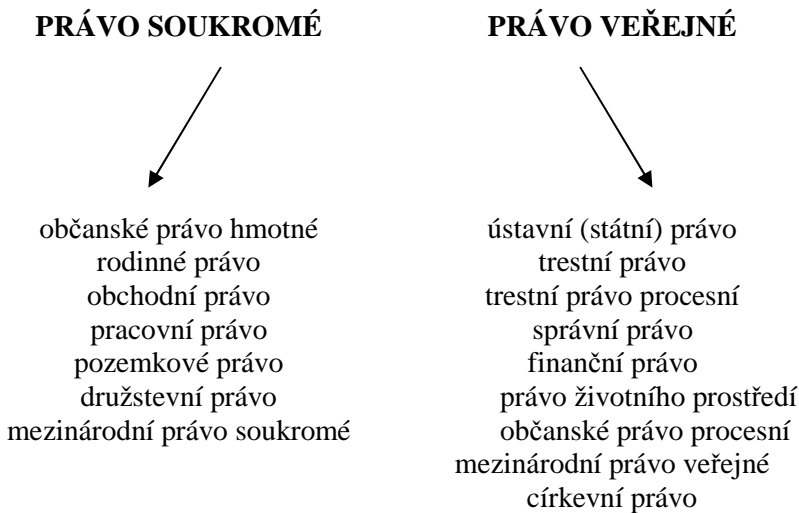 PRÁVO SOUKROMÉ
občanské právo hmotné
rodinné právo
obchodní právo
pracovní právo
pozemkové právo
družstevní právo
mezinárodní právo soukromé
PRÁVO VEŘEJNÉ
ústavní (státní) právo
trestní právo
trestní právo procesní
správní právo
finanční právo
právo životního prostředí
občanské právo procesní
mezinárodní právo veřejné
církevní právo